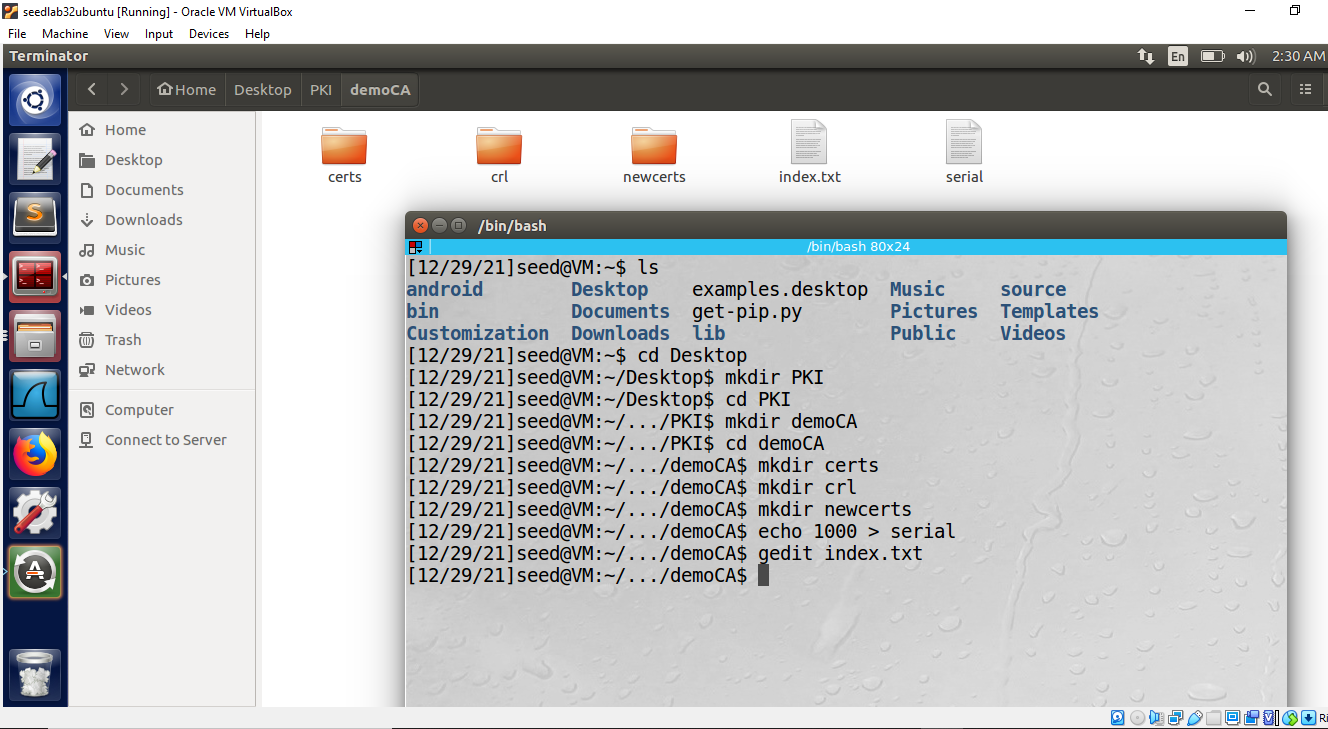 seedlab32ubuntu [Running] - Oracle VM VirtualBox
File Machine View Input Devices Help
Terminator En 2:30 AM
Home Desktop PKI demoCA
Home
Desktop
Documents
Downloads
Music
Pictures
Videos
Trash
Network
Computer
Connect to Server
certs crl newcerts index.txt serial
/bin/bash
/bin/bash 80x24
[12/29/21]seed@VM:~$ ls
android Desktop examples.desktop Music source
bin Documents get-pip.py Pictures Templates
Customization Downloads lib Public Videos
[12/29/21]seed@VM:~$ cd Desktop
[12/29/21]seed@VM:~/Desktop$ mkdir PKI
[12/29/21]seed@VM:~/Desktop$ cd PKI
[12/29/21]seed@VM:~/.../PKI$ mkdir demoCA
[12/29/21]seed@VM:~/.../PKI$ cd demoCA
[12/29/21]seed@VM:~/.../demoCA$ mkdir certs
[12/29/21]seed@VM:~/.../demoCA$ mkdir crl
[12/29/21]seed@VM:~/.../demoCA$ mkdir newcerts
[12/29/21]seed@VM:~/.../demoCA$ echo 1000 > serial
[12/29/21]seed@VM:~/.../demoCA$ gedit index.txt
[12/29/21]seed@VM:~/.../demoCA$